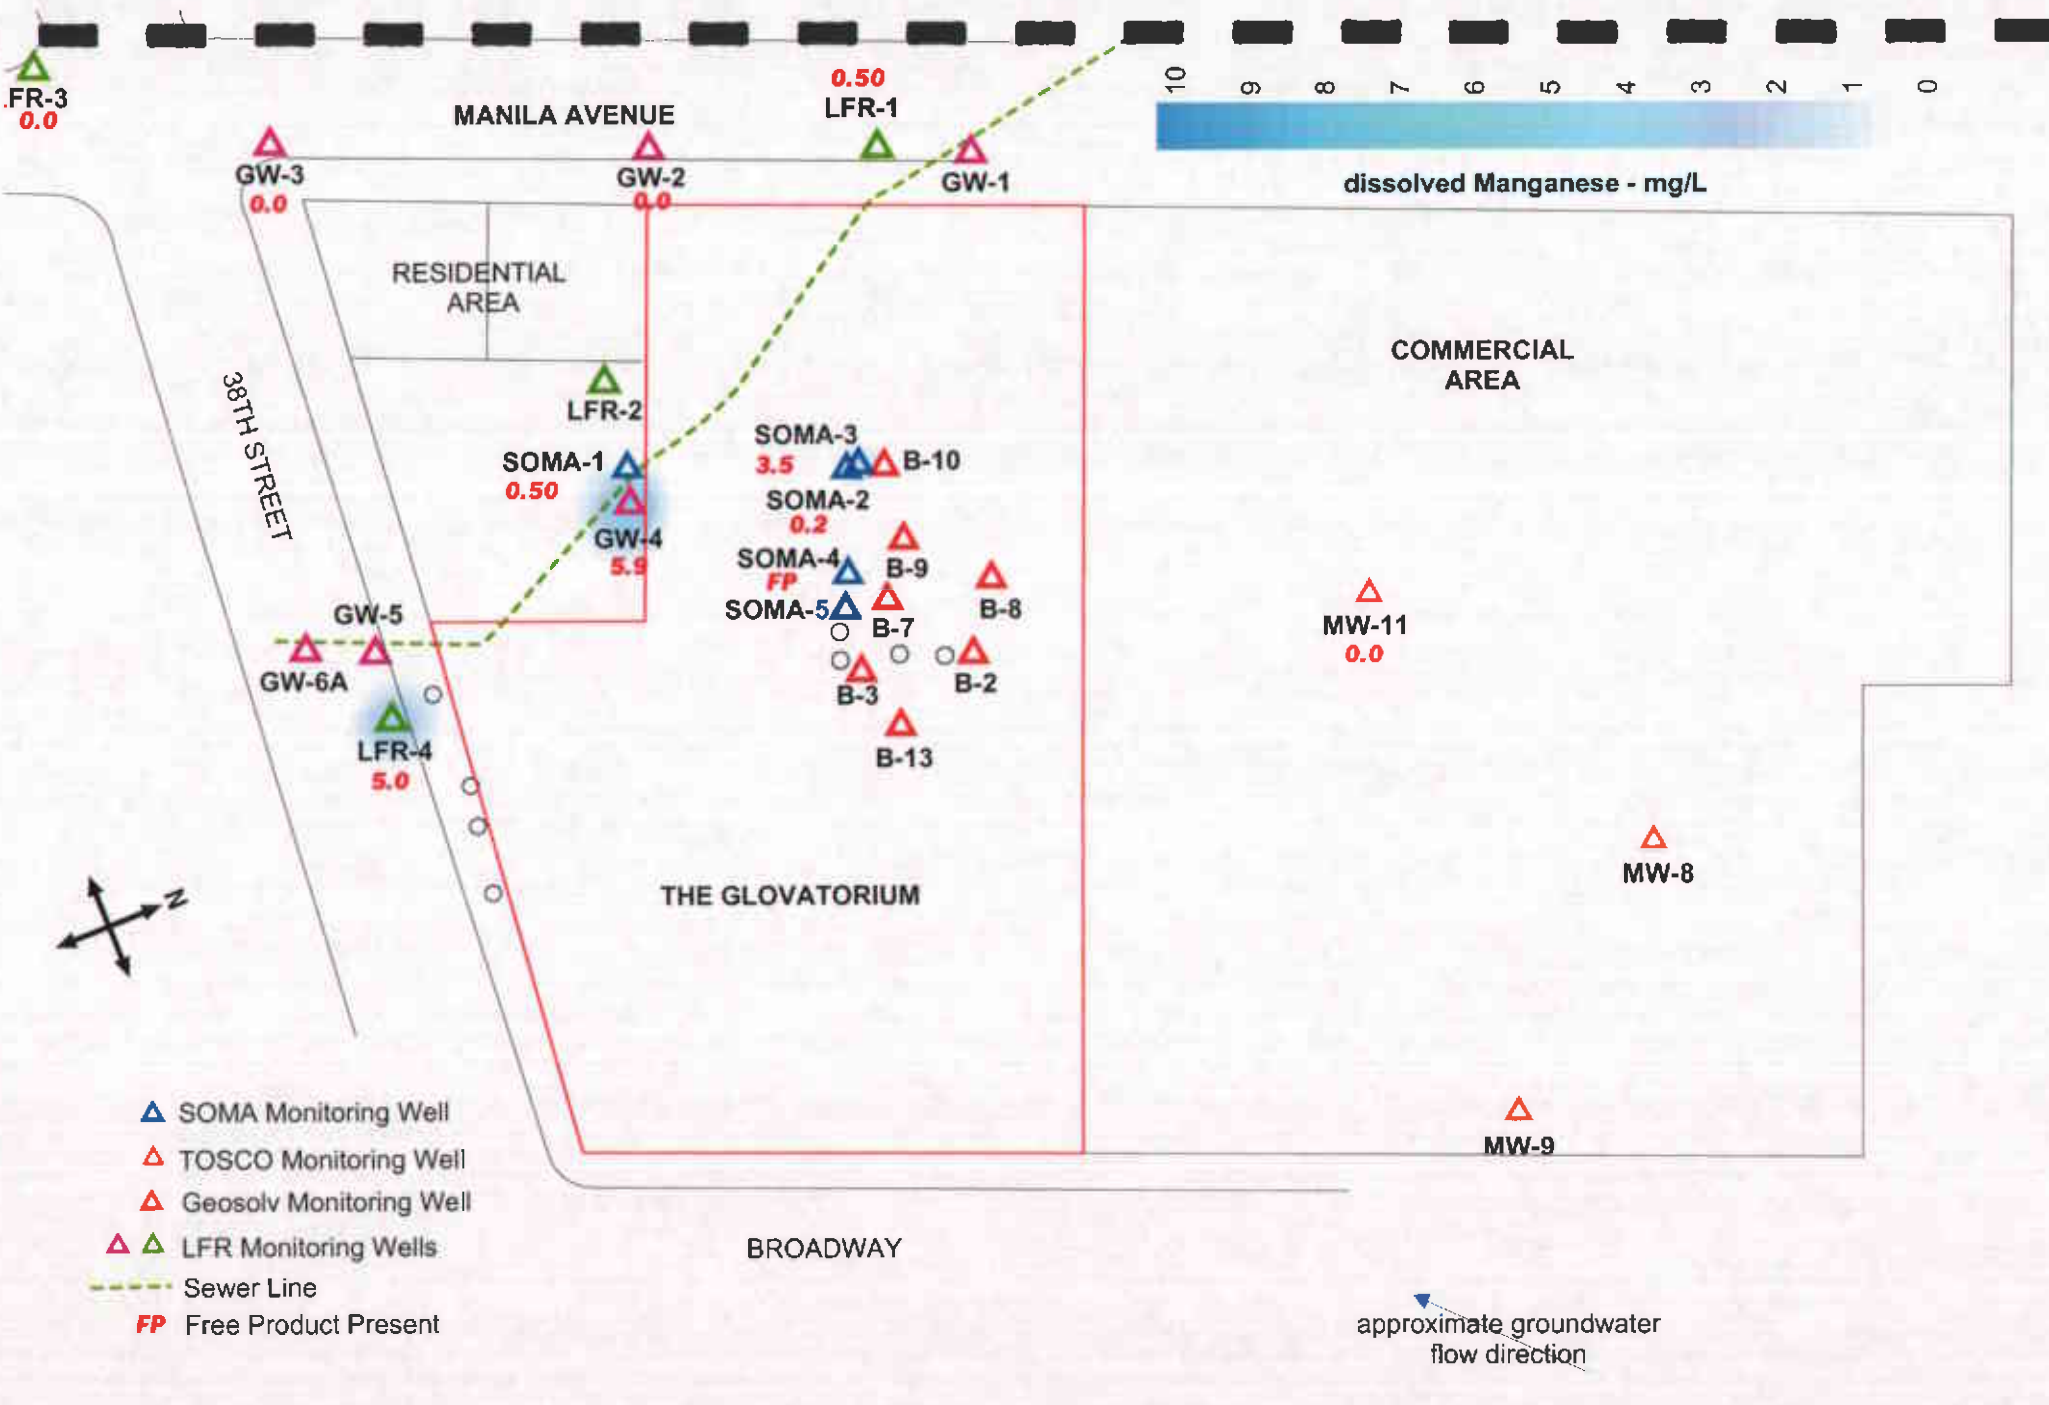 .FR-3
0.0
MANILA AVENUE
0.50
LFR-1
10 9 8 7 6 5 4 3 2 1 0
dissolved Manganese - mg/L
GW-3
0.0
GW-2
0.0
GW-1
RESIDENTIAL
AREA
COMMERCIAL
AREA
38TH STREET
LFR-2
SOMA-1
0.50
GW-4
5.9
SOMA-3
3.5
B-10
SOMA-2
0.2
SOMA-4
FP
B-9
SOMA-5
B-7
B-8
B-3
B-2
B-13
GW-5
GW-6A
LFR-4
5.0
MW-11
0.0
MW-8
MW-9
N
THE GLOVATORIUM
SOMA Monitoring Well
TOSCO Monitoring Well
Geosolv Monitoring Well
LFR Monitoring Wells
Sewer Line
FP Free Product Present
BROADWAY
approximate groundwater
flow direction